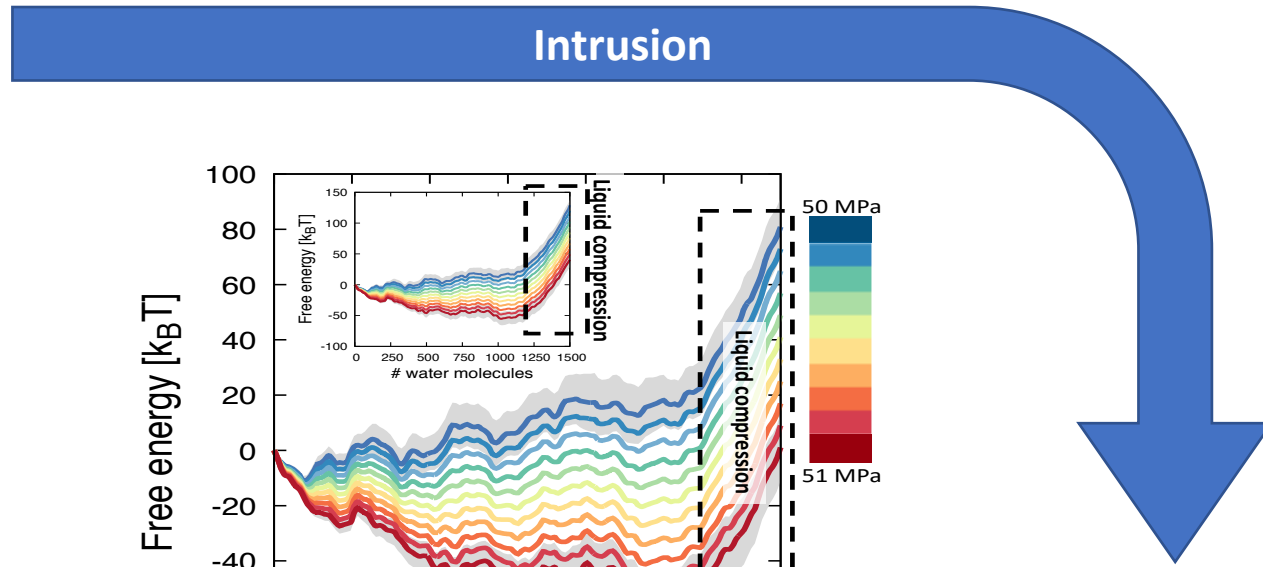 Intrusion
100
80
60
40
20
0
-20
-40
Free energy [kBT]
150
100
50
0
-50
-100
Free energy [kBT]
0 250 500 750 1000 1250 1500
# water molecules
Liquid compression
Liquid compression
50 MPa
51 MPa